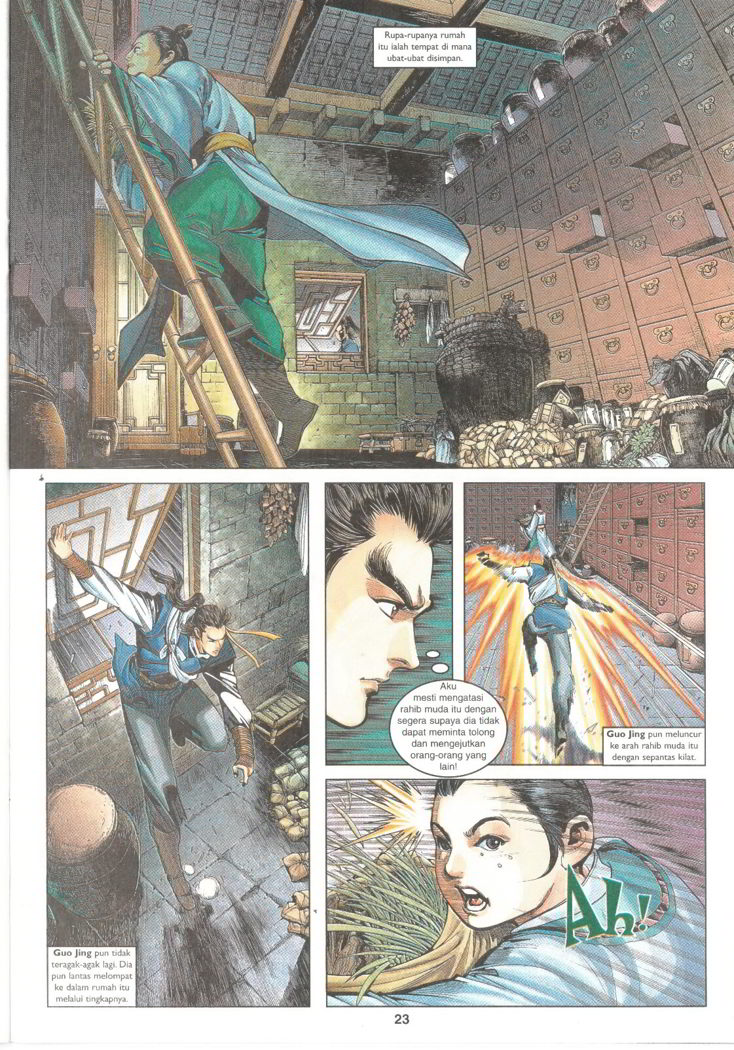 Rupa-rupanya rumah
itu ialah tempat di mana
ubat-ubat disimpan.
Guo Jing pun tidak
teragak-agak lagi. Dia
pun lantas melompat
ke dalam rumah itu
melalui tingkapnya.
Aku
mesti mengatasi
rahib muda itu dengan
segera supaya dia tidak
dapat meminta tolong
dan mengejutkan
orang-orang yang
lain!
Guo Jing pun meluncur
ke arah rahib muda itu
dengan sepantas kilat.
Ah!
23